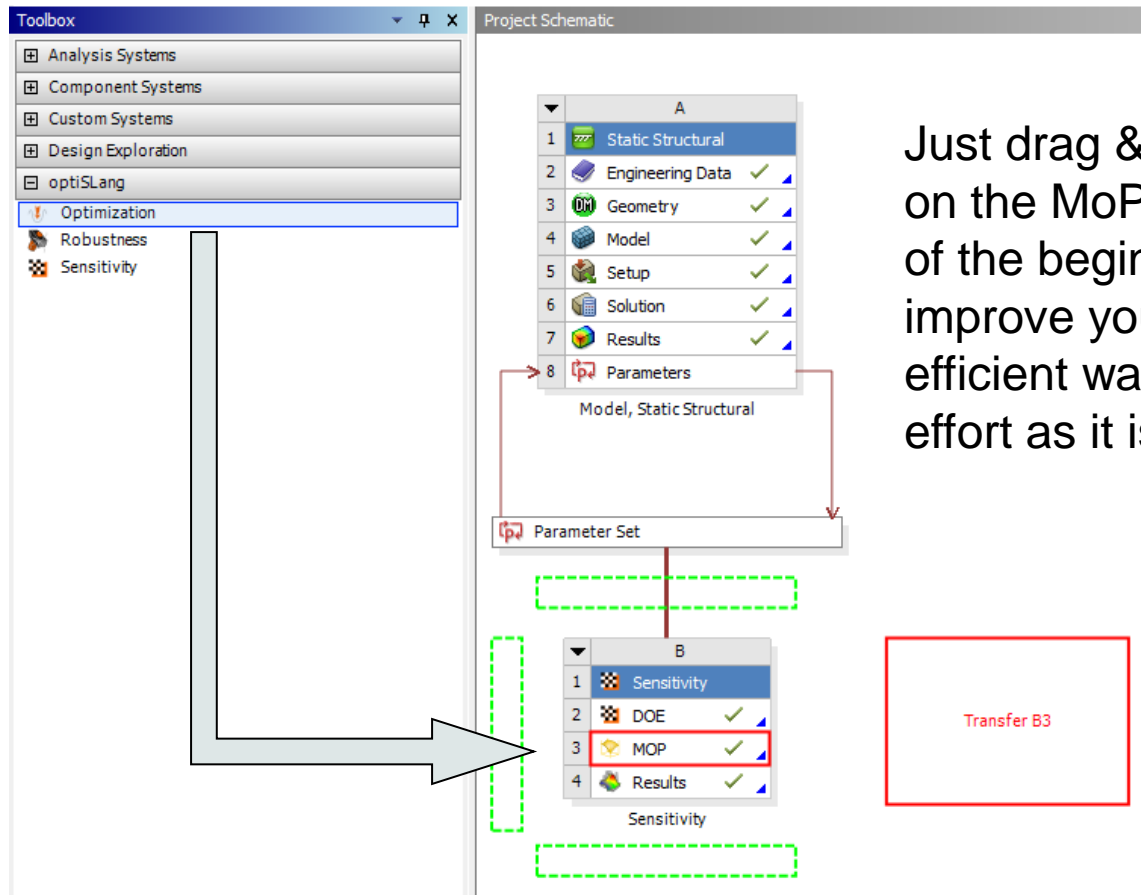 Toolbox
Analysis Systems
Component Systems
Custom Systems
Design Exploration
optiSLang
Optimization
Robustness
Sensitivity
Project Schematic
A
1 Static Structural
2 Engineering Data
3 DM Geometry
4 Model
5 Setup
6 Solution
7 Results
8 Parameters
Model, Static Structural
Parameter Set
B
1 Sensitivity
2 DOE
3 MOP
4 Results
Sensitivity
Transfer B3
Just drag &
on the MoP
of the begin
improve you
efficient wa
effort as it is